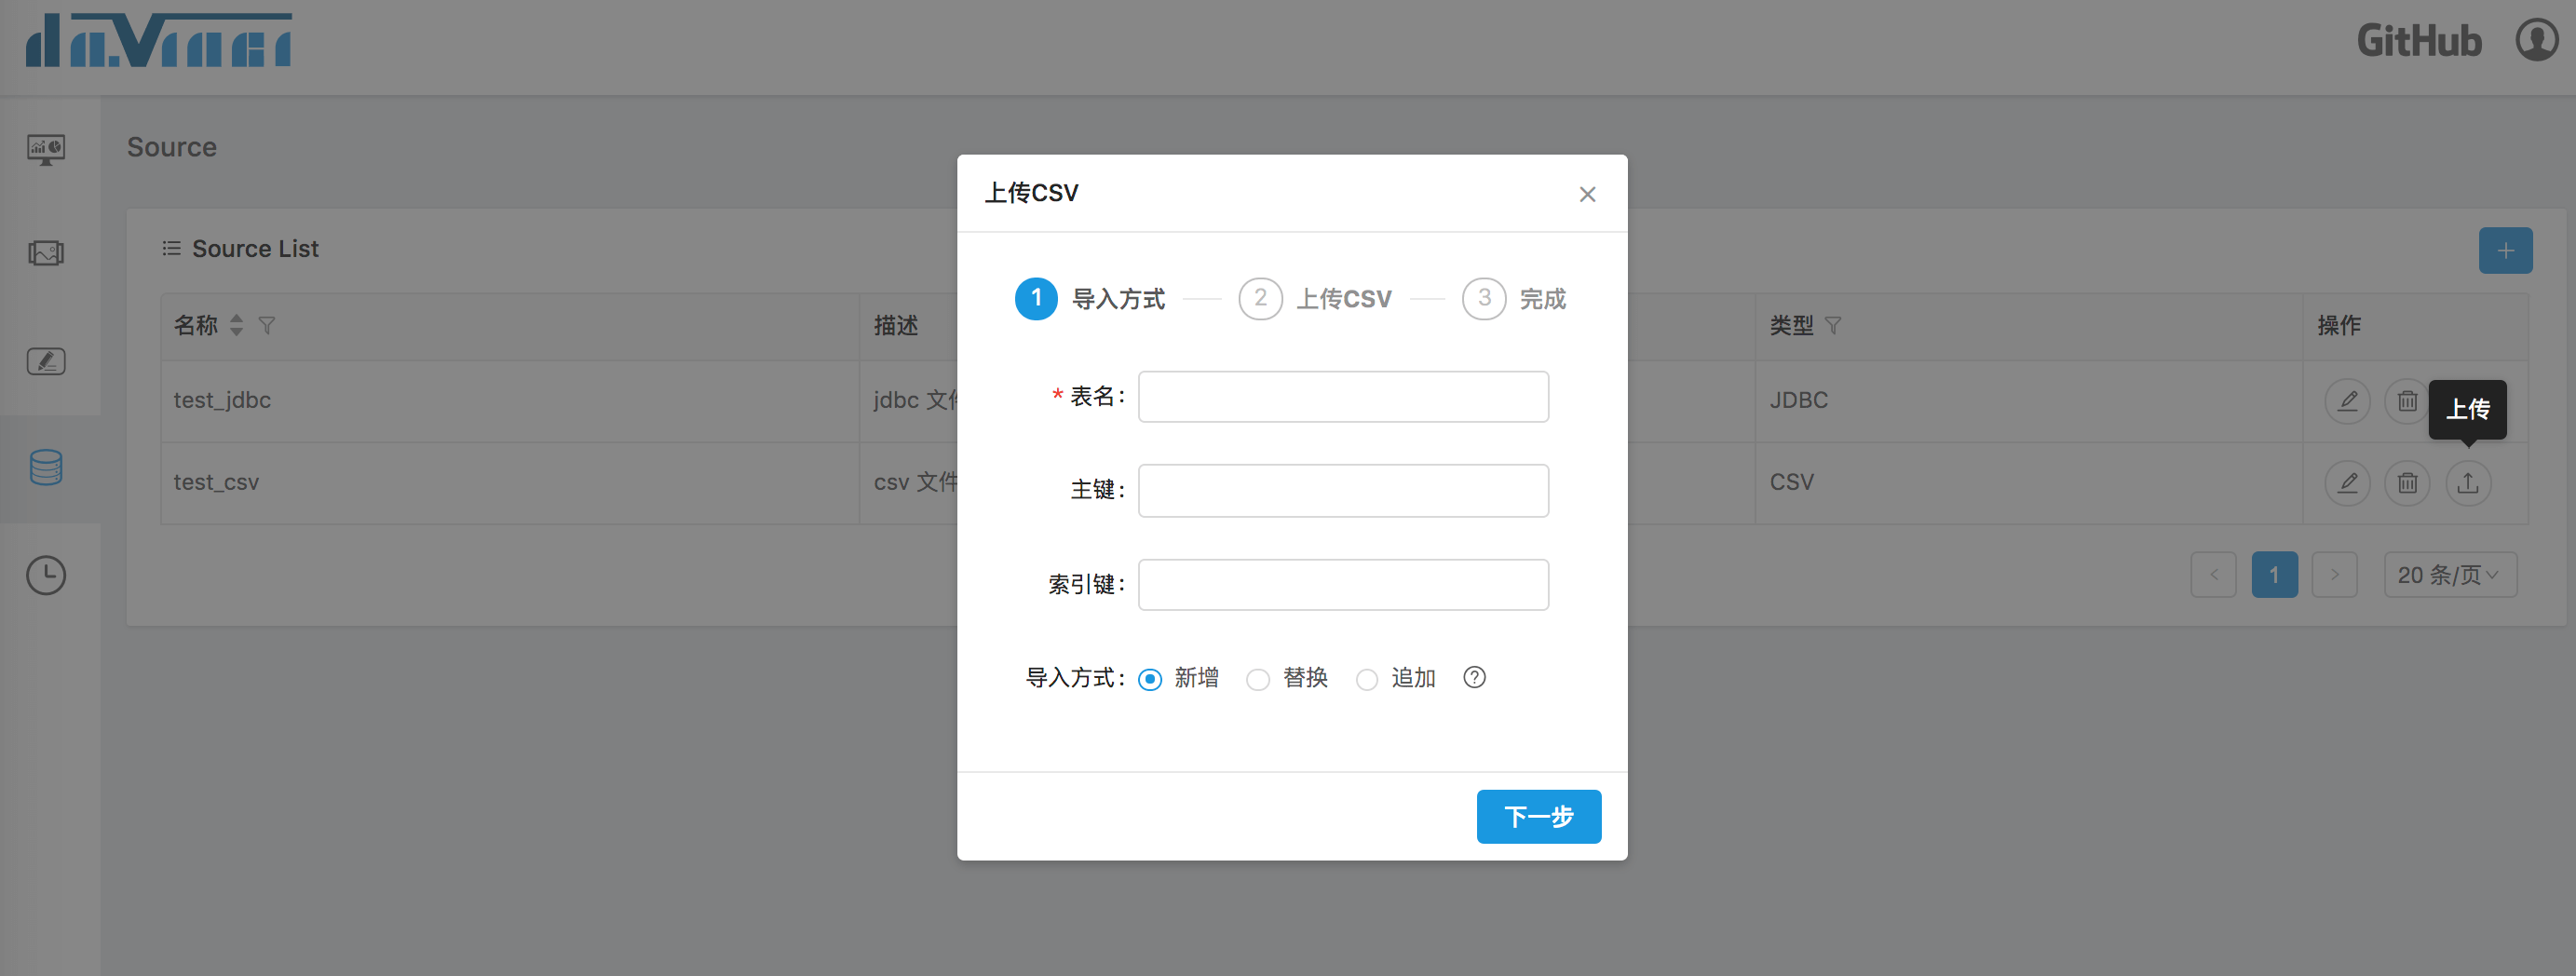 da.Vinci
GitHub
Source
上传CSV
Source List
1 导入方式
2 上传CSV
3 完成
名称
描述
类型
操作
* 表名:
test_jdbc
jdbc 文件
JDBC
上传
主键:
test_csv
csv 文件
CSV
索引键:
1
20 条/页
导入方式: 新增 替换 追加
下一步